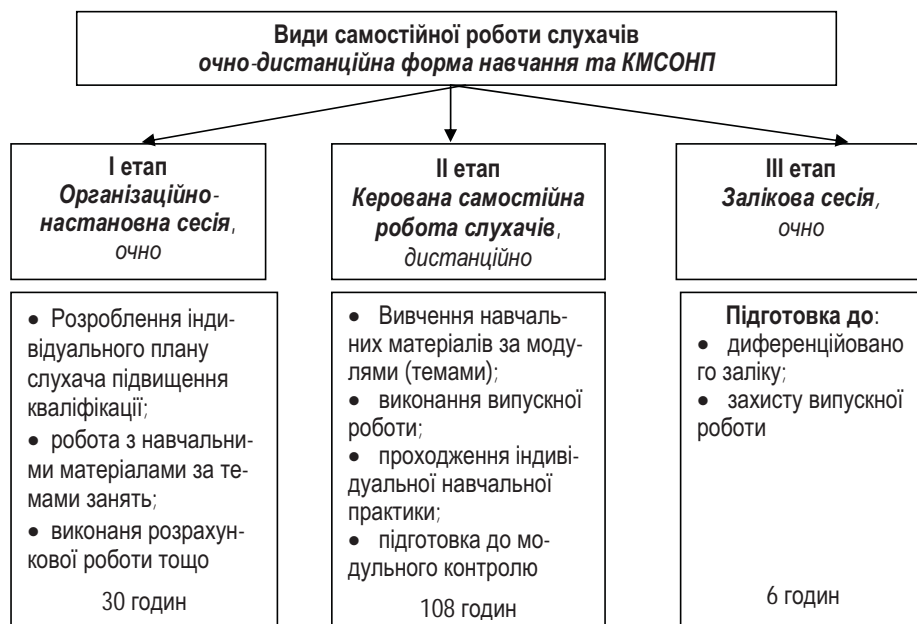 Види самостійної роботи слухачів
очно-дистанційна форма навчання та КМСОНП
І етап
Організаційно-
настановна сесія,
очно
ІІ етап
Керована самостійна
робота слухачів,
дистанційно
ІІІ етап
Залікова сесія,
очно
• Розроблення інди-
відуального плану
слухача підвищення
кваліфікації;
• робота з навчальни-
ми матеріалами за те-
мами занять;
• виконаня розрахун-
кової роботи тощо
30 годин
• Вивчення навчаль-
них матеріалів за моду-
лями (темами);
• виконання випускної
роботи;
• проходження індиві-
дуальної навчальної
практики;
• підготовка до мо-
дульного контролю
108 годин
Підготовка до:
• диференційовано
го заліку;
• захисту випускної
роботи
6 годин